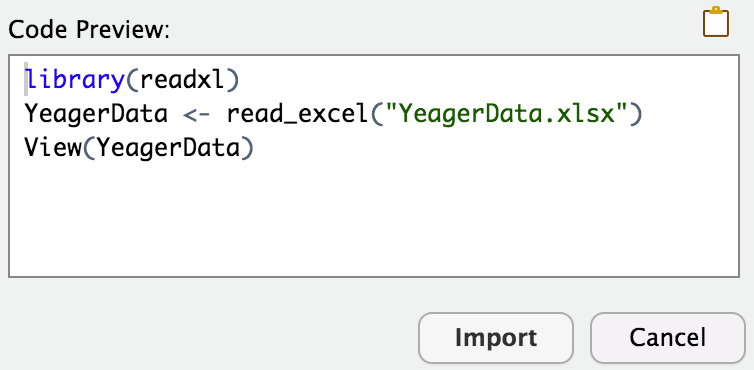 Code Preview:
library(readxl)
YeagerData <- read_excel("YeagerData.xlsx")
View(YeagerData)
Import
Cancel